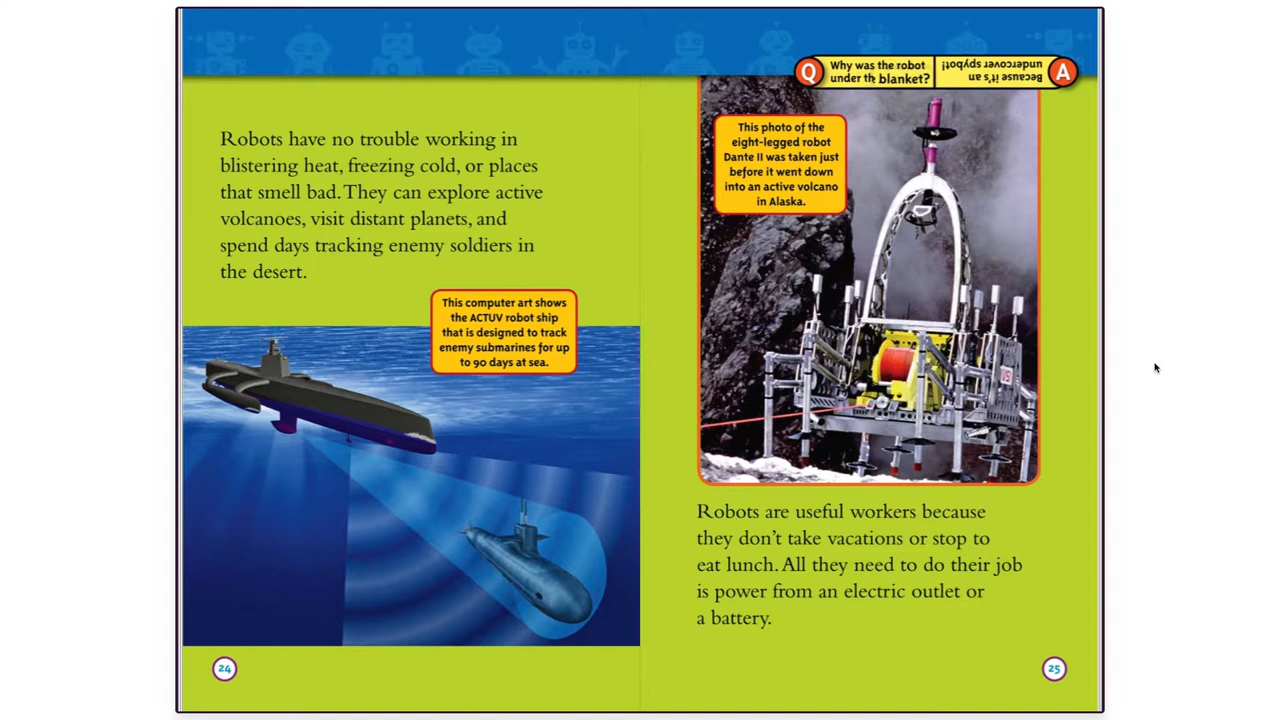 Robots have no trouble working in
blistering heat, freezing cold, or places
that smell bad. They can explore active
volcanoes, visit distant planets, and
spend days tracking enemy soldiers in
the desert.
This computer art shows
the ACTUV robot ship
that is designed to track
enemy submarines for up
to 90 days at sea.
24
Q
Why was the robot
under the blanket?
Because it's an
undercover spybot!
A
This photo of the
eight-legged robot
Dante II was taken just
before it went down
into an active volcano
in Alaska.
Robots are useful workers because
they don't take vacations or stop to
eat lunch. All they need to do their job
is power from an electric outlet or
a battery.
25